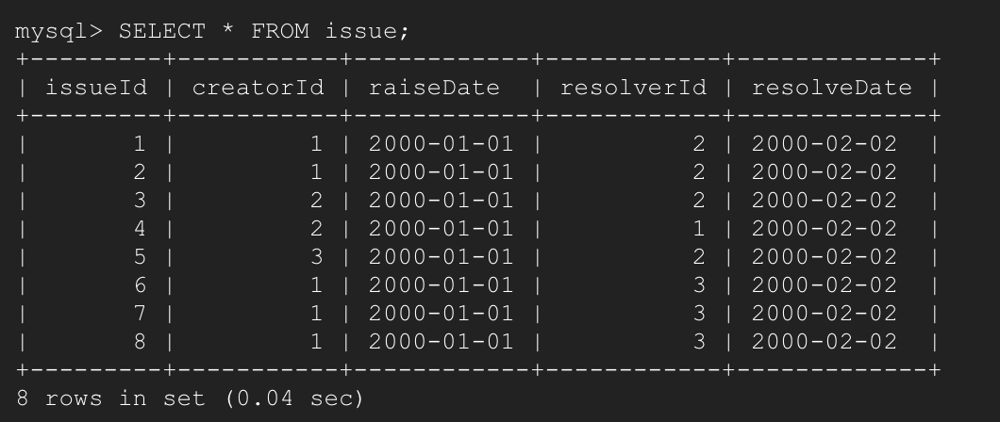 mysql> SELECT * FROM issue;
+---------+-----------+------------+------------+-------------+
| issueId | creatorId | raiseDate  | resolverId | resolveDate |
+---------+-----------+------------+------------+-------------+
|       1 |         1 | 2000-01-01 |          2 | 2000-02-02  |
|       2 |         1 | 2000-01-01 |          2 | 2000-02-02  |
|       3 |         2 | 2000-01-01 |          2 | 2000-02-02  |
|       4 |         2 | 2000-01-01 |          1 | 2000-02-02  |
|       5 |         3 | 2000-01-01 |          2 | 2000-02-02  |
|       6 |         1 | 2000-01-01 |          3 | 2000-02-02  |
|       7 |         1 | 2000-01-01 |          3 | 2000-02-02  |
|       8 |         1 | 2000-01-01 |          3 | 2000-02-02  |
+---------+-----------+------------+------------+-------------+
8 rows in set (0.04 sec)